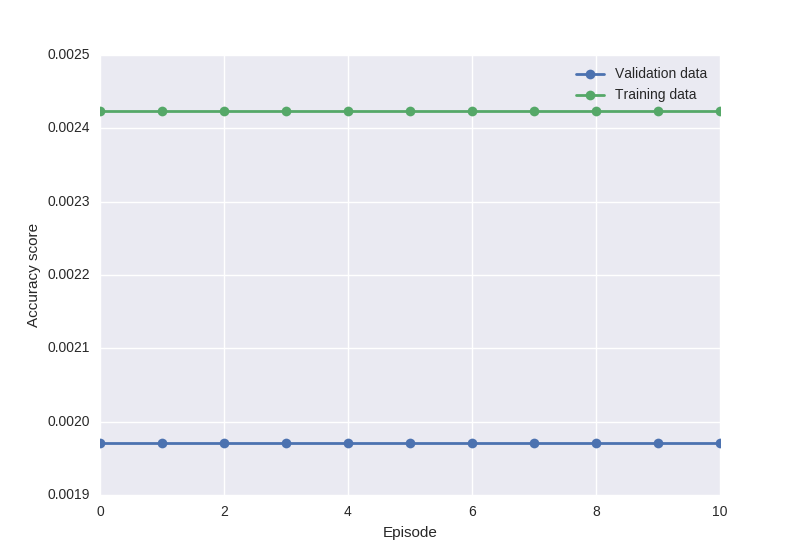 0.0025
0.0024
0.0023
0.0022
0.0021
0.0020
0.0019
Accuracy score
Validation data
Training data
0 2 4 6 8 10
Episode